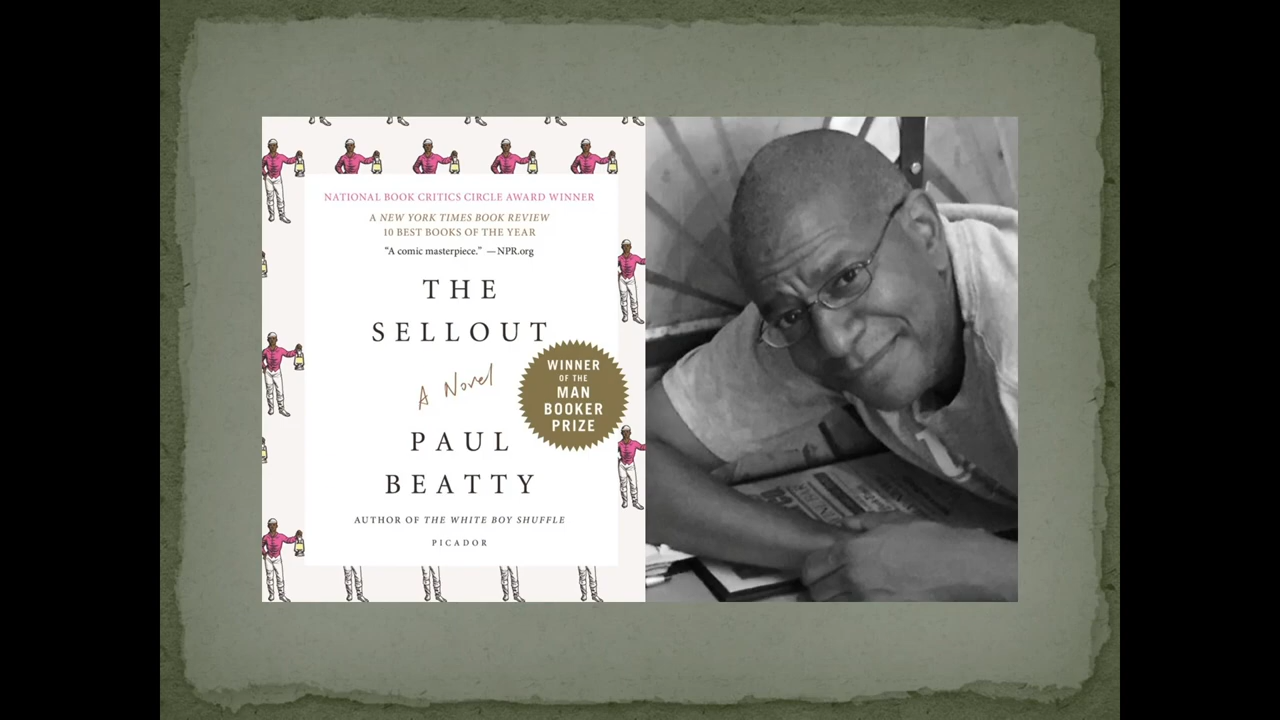 NATIONAL BOOK CRITICS CIRCLE AWARD WINNER
A NEW YORK TIMES BOOK REVIEW
10 BEST BOOKS OF THE YEAR
“A comic masterpiece.” —NPR.org
THE
SELLOUT
A Novel
WINNER
OF THE
MAN
BOOKER
PRIZE
PAUL
BEATTY
AUTHOR OF THE WHITE BOY SHUFFLE
PICADOR